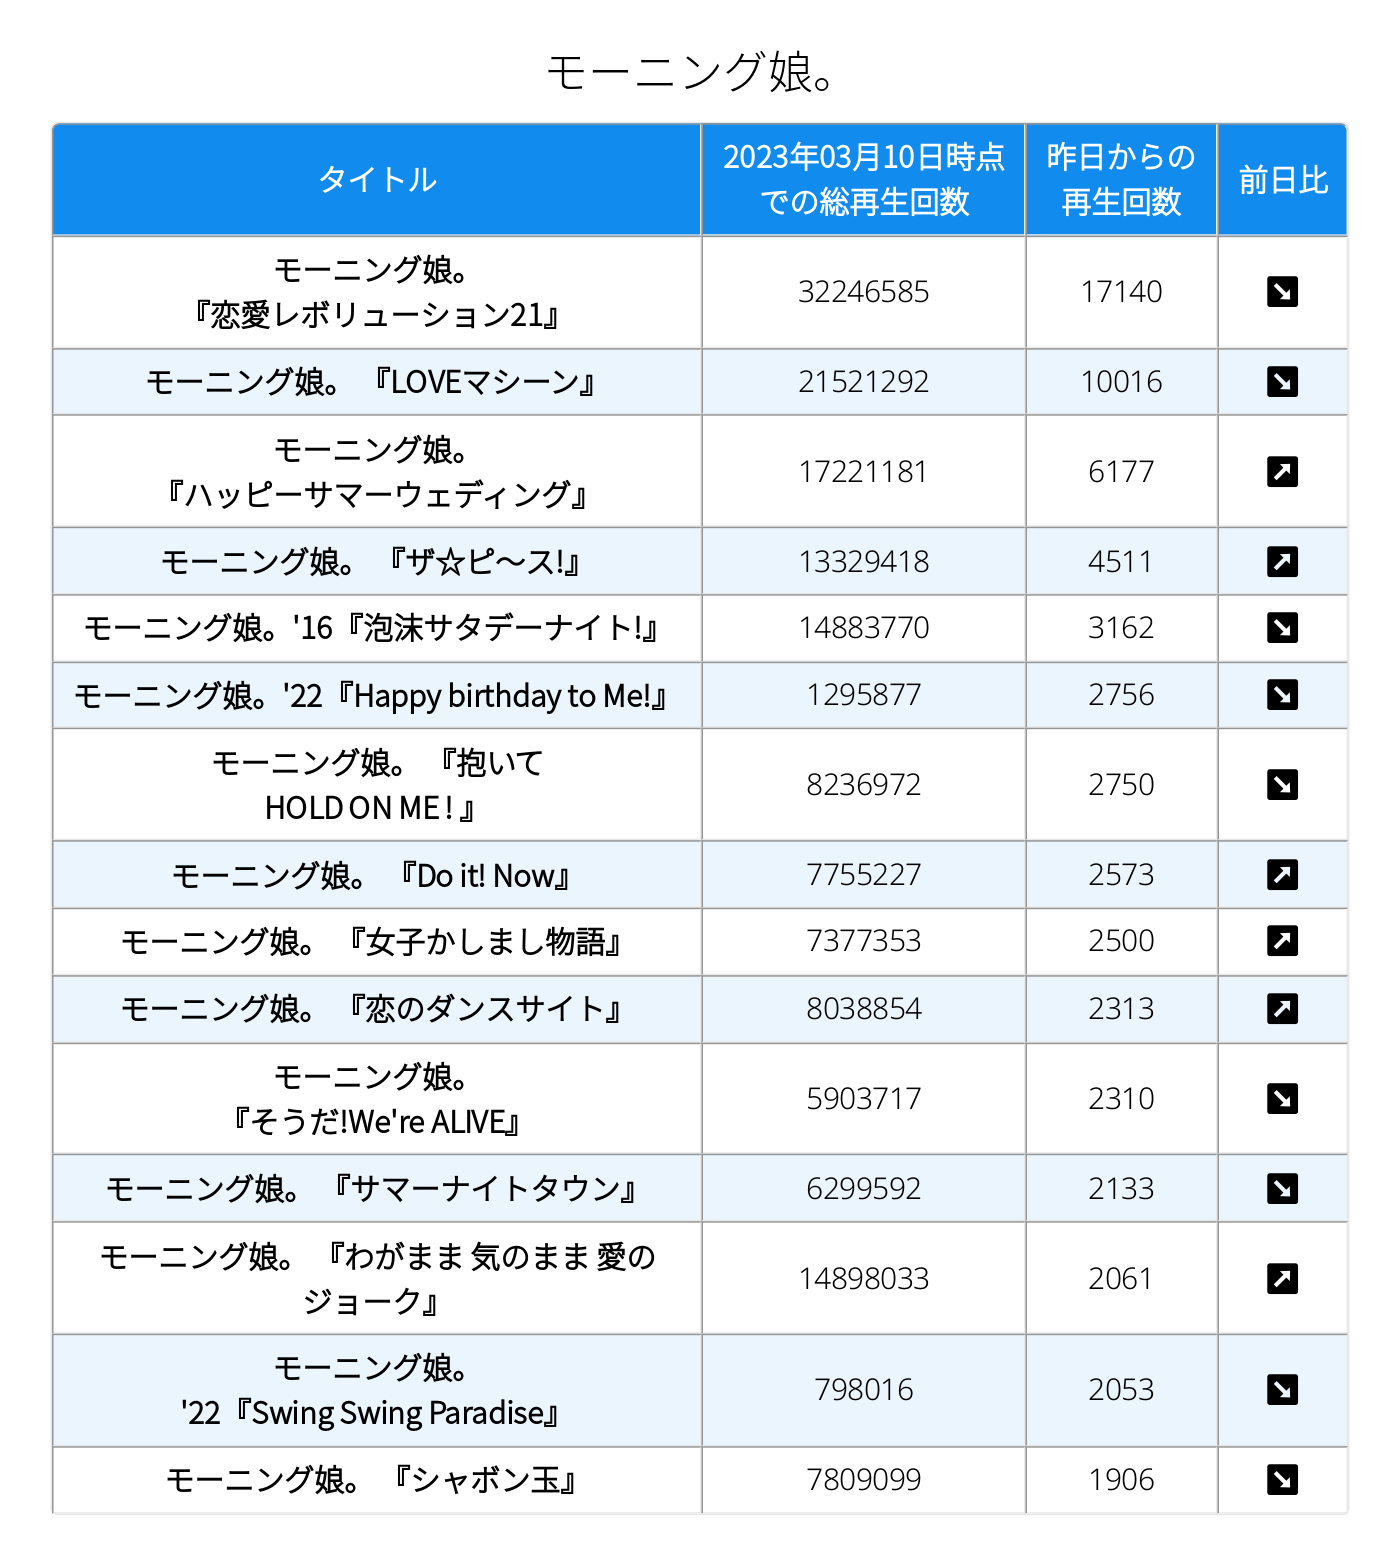 モーニング娘。
タイトル
2023年03月10日時点
での総再生回数
昨日からの
再生回数
前日比
モーニング娘。
『恋愛レボリューション21』
32246585
17140
↘
モーニング娘。 『LOVEマシーン』
21521292
10016
↘
モーニング娘。
『ハッピーサマーウェディング』
17221181
6177
↗
モーニング娘。 『ザ☆ピ〜ス!』
13329418
4511
↗
モーニング娘。'16『泡沫サタデーナイト!』
14883770
3162
↘
モーニング娘。'22『Happy birthday to Me!』
1295877
2756
↘
モーニング娘。 『抱いて
HOLD ON ME ! 』
8236972
2750
↘
モーニング娘。 『Do it! Now』
7755227
2573
↗
モーニング娘。 『女子かしまし物語』
7377353
2500
↗
モーニング娘。 『恋のダンスサイト』
8038854
2313
↗
モーニング娘。
『そうだ!We're ALIVE』
5903717
2310
↘
モーニング娘。 『サマーナイトタウン』
6299592
2133
↘
モーニング娘。 『わがまま 気のまま 愛の
ジョーク』
14898033
2061
↗
モーニング娘。
'22『Swing Swing Paradise』
798016
2053
↘
モーニング娘。 『シャボン玉』
7809099
1906
↘